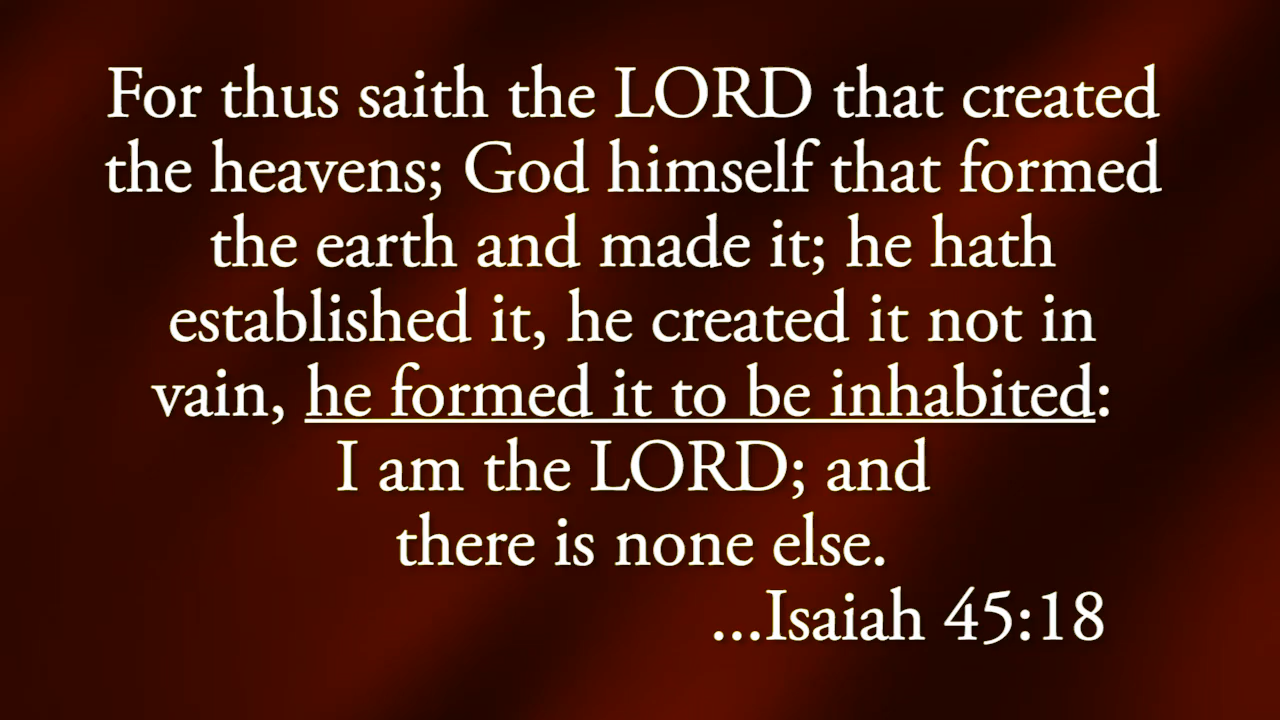 For thus saith the LORD that created
the heavens; God himself that formed
the earth and made it; he hath
established it, he created it not in
vain, he formed it to be inhabited:
I am the LORD; and
there is none else.
...Isaiah 45:18